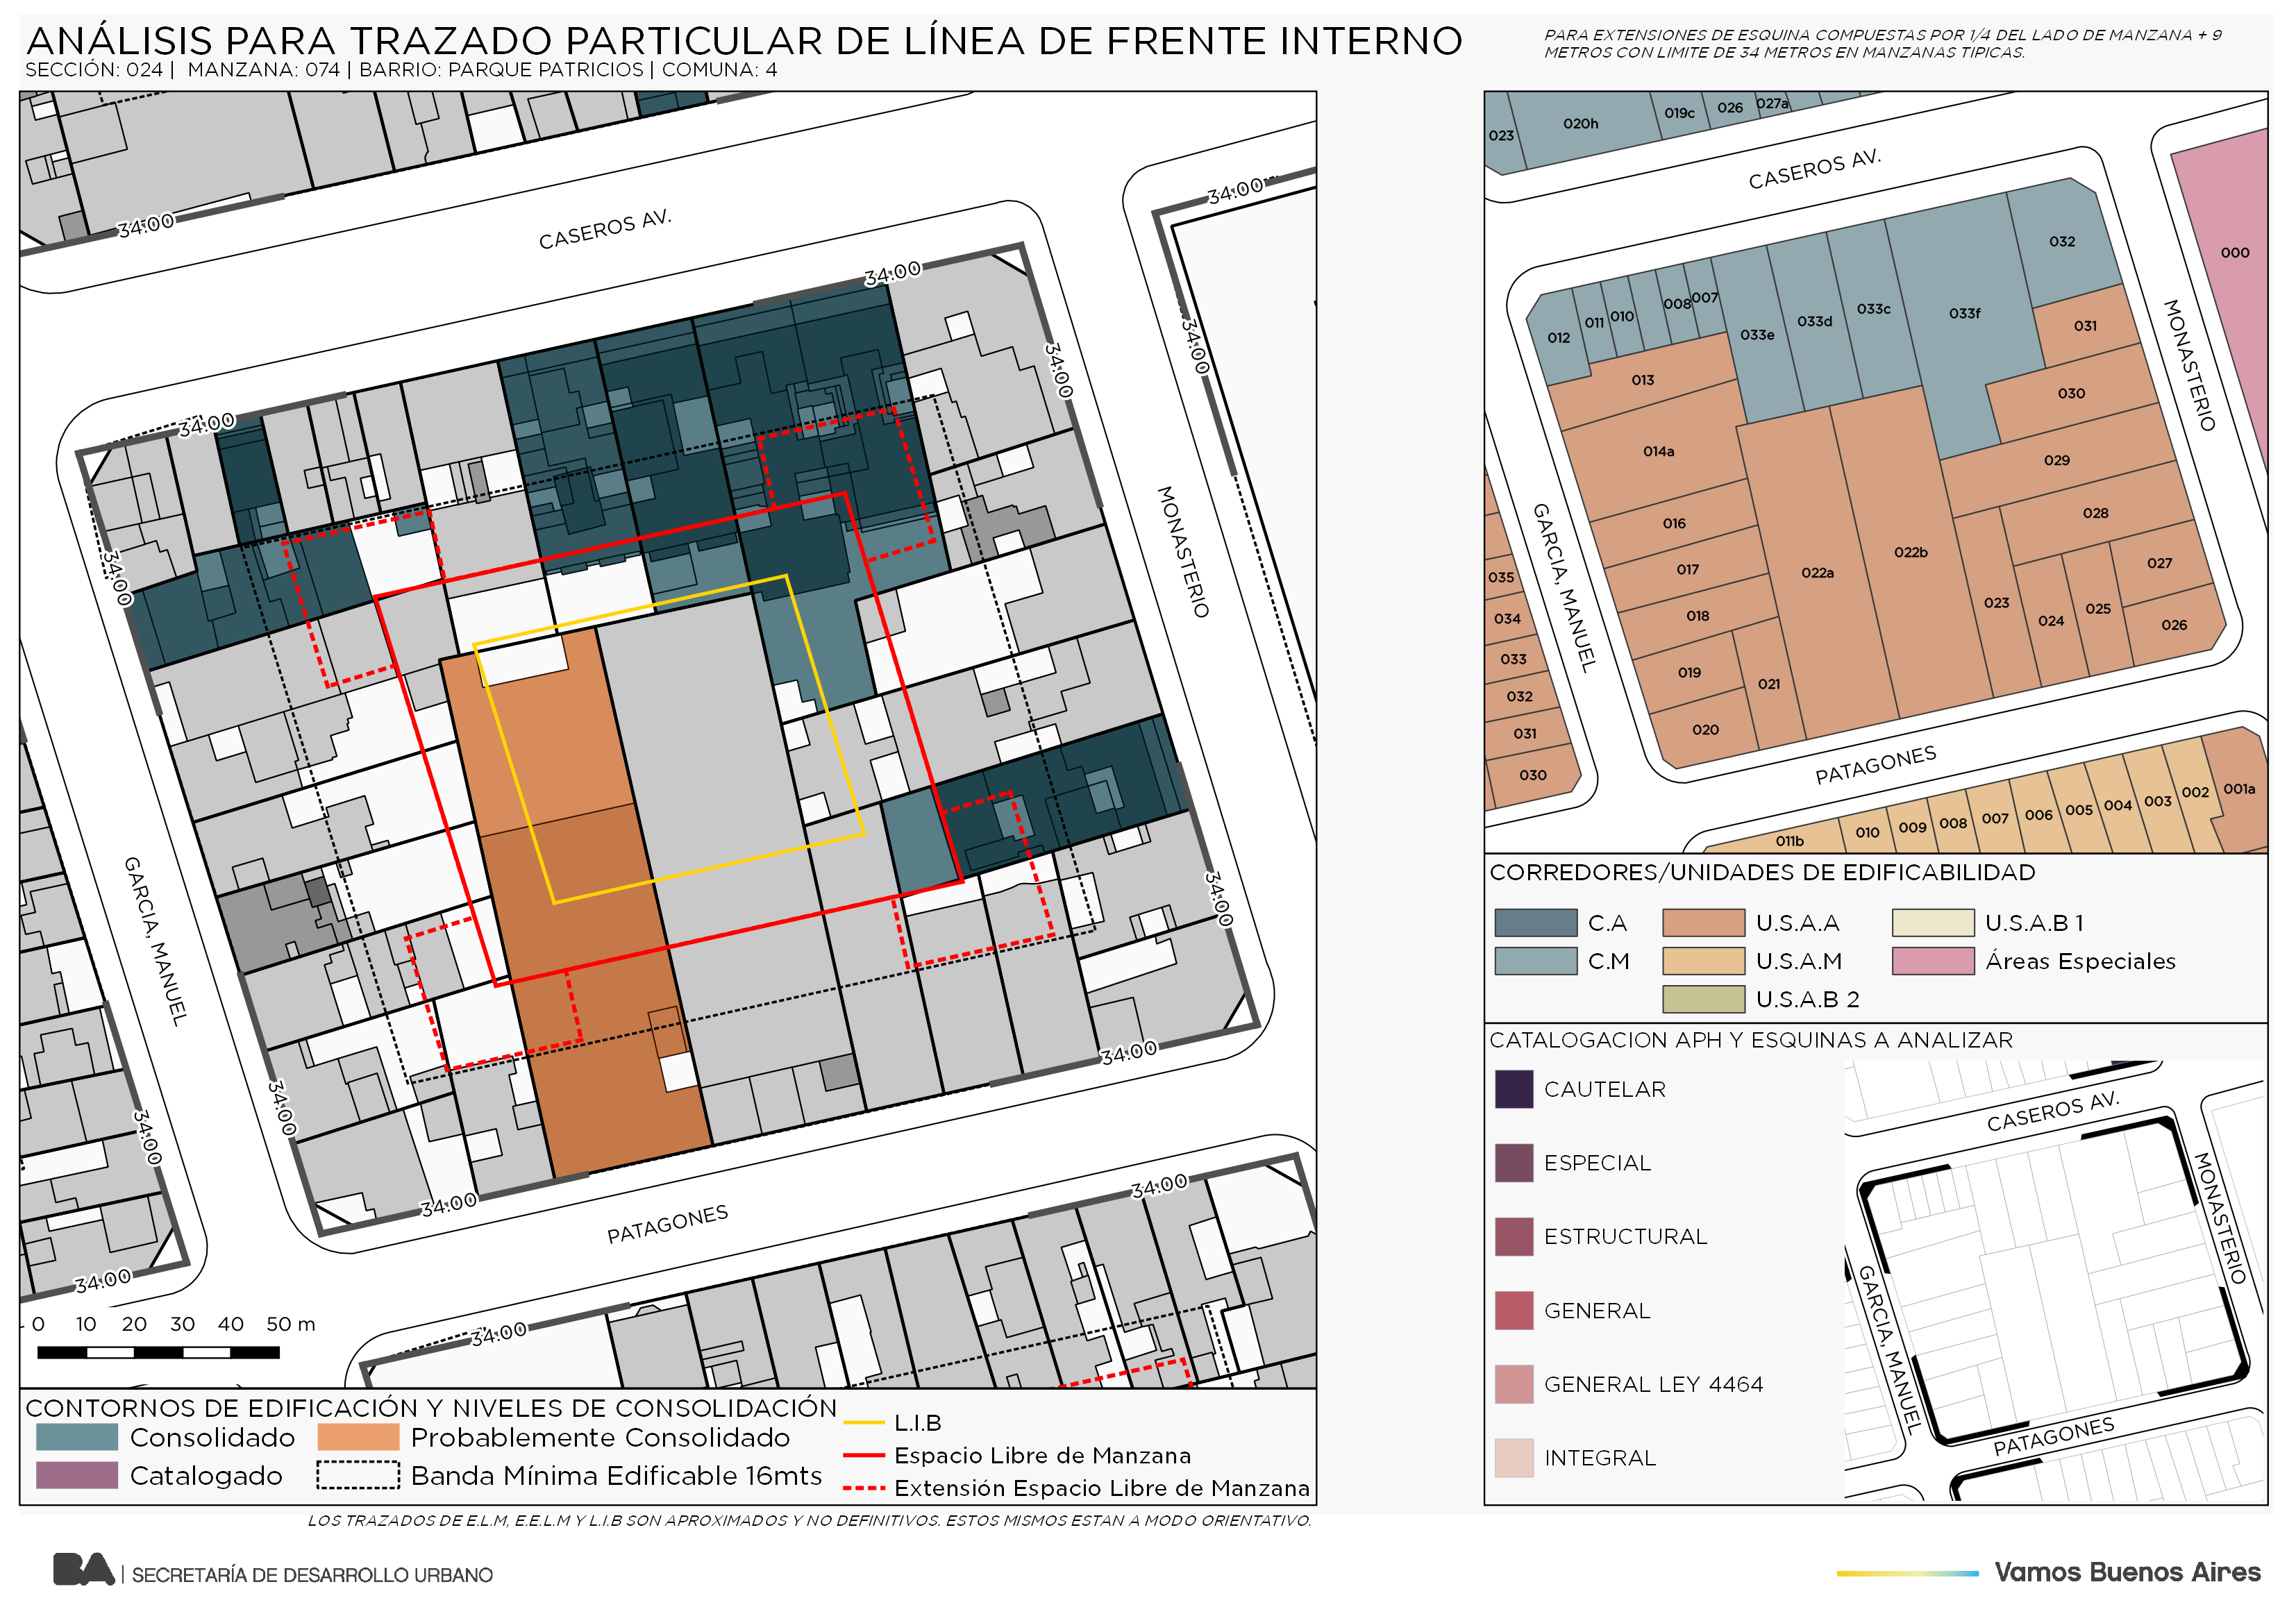 ANÁLISIS PARA TRAZADO PARTICULAR DE LÍNEA DE FRENTE INTERNO
SECCIÓN: 024 | MANZANA: 074 | BARRIO: PARQUE PATRICIOS | COMUNA: 4
PARA EXTENSIONES DE ESQUINA COMPUESTAS POR 1/4 DEL LADO DE MANZANA + 9
METROS CON LIMITE DE 34 METROS EN MANZANAS TIPICAS.
34:00
CASEROS AV.
34:00
34:00
34:00
34:00
34:00
34:00
MONASTERIO
GARCIA, MANUEL
34:00
34:00
34:00
34:00
34:00
34:00
34:00
34:00
PATAGONES
34:00
0 10 20 30 40 50 m
CONTORNOS DE EDIFICACIÓN Y NIVELES DE CONSOLIDACIÓN
Consolidado
Probablemente Consolidado
Catalogado
Banda Mínima Edificable 16mts
L.I.B
Espacio Libre de Manzana
Extensión Espacio Libre de Manzana
023
020h
019c
026
027a
CASEROS AV.
000
032
031
033f
033c
033d
033e
007
008
010
011
012
013
030
014a
029
016
028
017
022b
022a
027
018
023
025
024
026
019
021
020
MONASTERIO
GARCIA, MANUEL
035
034
033
032
031
030
PATAGONES
011b
010
009
008
007
006
005
004
003
002
001a
CORREDORES/UNIDADES DE EDIFICABILIDAD
C.A
U.S.A.A
U.S.A.B 1
C.M
U.S.A.M
Áreas Especiales
U.S.A.B 2
CATALOGACION APH Y ESQUINAS A ANALIZAR
CAUTELAR
ESPECIAL
ESTRUCTURAL
GENERAL
GENERAL LEY 4464
INTEGRAL
CASEROS AV.
MONASTERIO
GARCIA, MANUEL
PATAGONES
LOS TRAZADOS DE E.L.M, E.E.L.M Y L.I.B SON APROXIMADOS Y NO DEFINITIVOS. ESTOS MISMOS ESTAN A MODO ORIENTATIVO.
BA | SECRETARÍA DE DESARROLLO URBANO
Vamos Buenos Aires